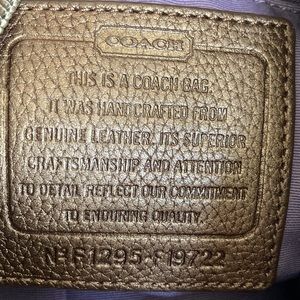 COACH
THIS IS A COACH BAG.
IT WAS HANDCRAFTED FROM
GENUINE LEATHER. ITS SUPERIOR
CRAFTSMANSHIP AND ATTENTION
TO DETAIL REFLECT OUR COMMITMENT
TO ENDURING QUALITY.
Nº F1295-F19722